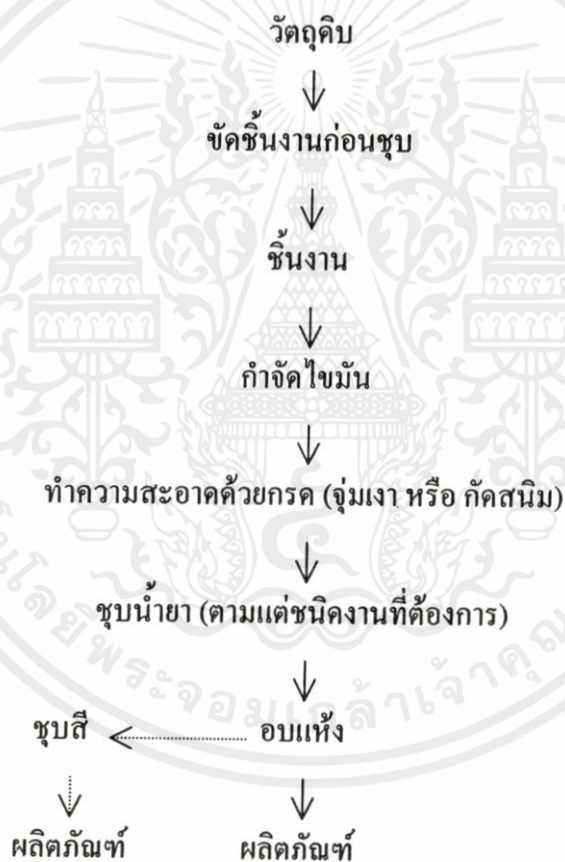 วัตถุดิบ
ขัดชิ้นงานก่อนชุบ
ชิ้นงาน
กำจัดไขมัน
ทำความสะอาดด้วยกรด (จุ่มเงา หรือ กัดสนิม)
ชุบน้ำยา (ตามแต่ชนิดงานที่ต้องการ)
ชุบสี อบแห้ง
ผลิตภัณฑ์ ผลิตภัณฑ์